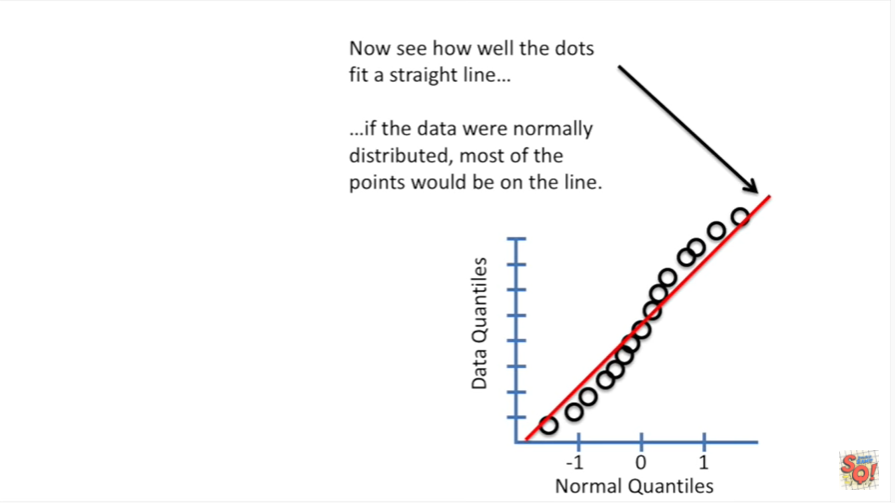 Now see how well the dots
fit a straight line...
...if the data were normally
distributed, most of the
points would be on the line.
Data Quantiles
-1
0
1
Normal Quantiles
SQ!